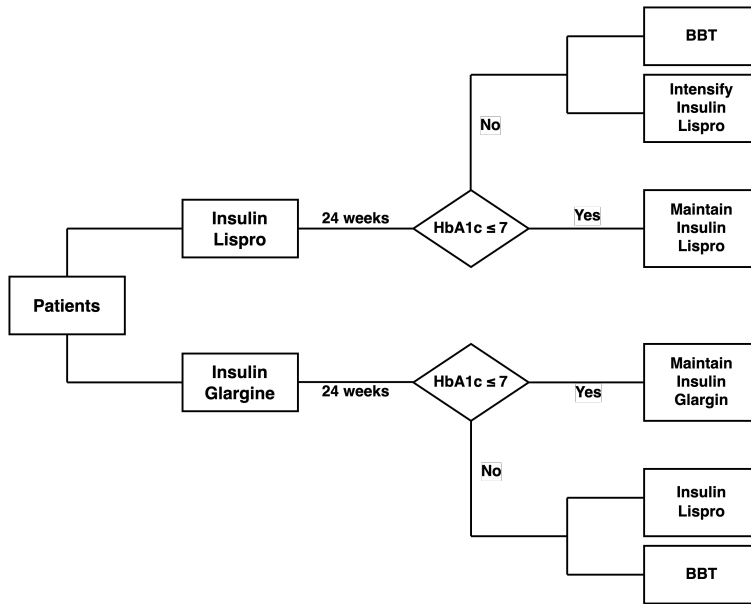 BBT
Intensify
Insulin
Lispro
No
Insulin
Lispro
24 weeks
HbA1c ≤ 7
Yes
Maintain
Insulin
Lispro
Patients
Insulin
Glargine
24 weeks
HbA1c ≤ 7
Yes
Maintain
Insulin
Glargin
No
Insulin
Lispro
BBT